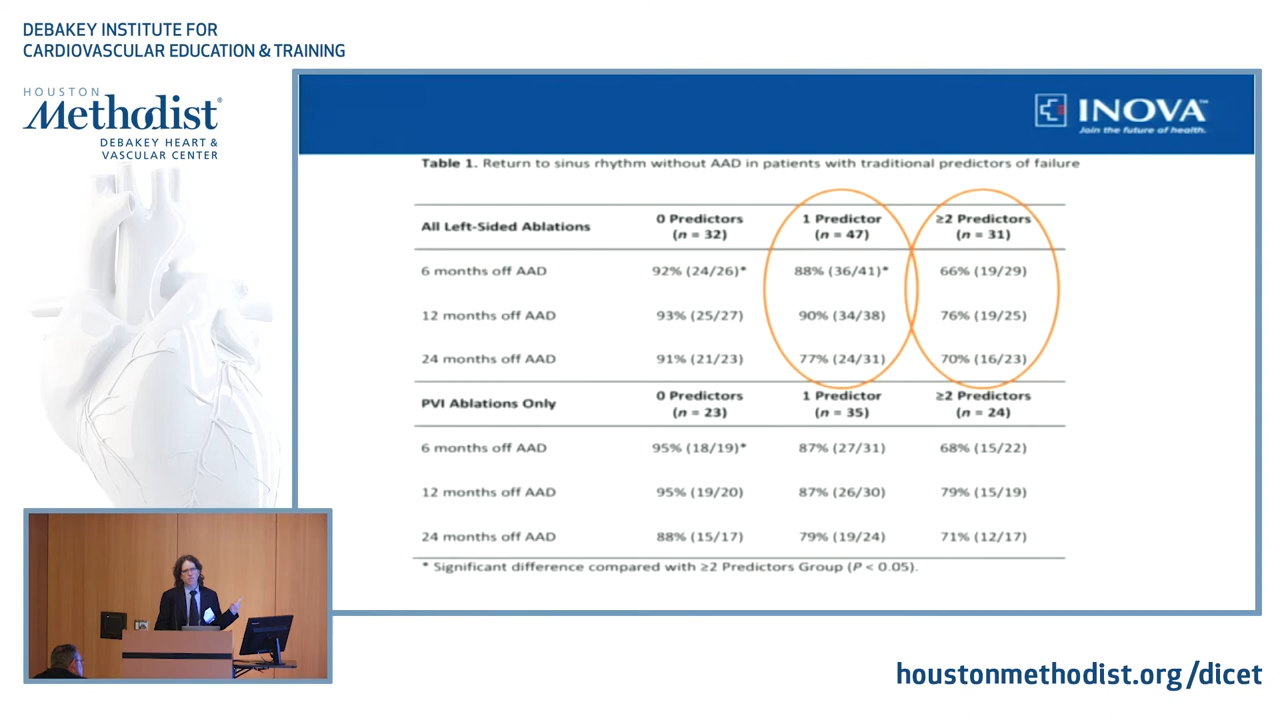 DEBAKEY INSTITUTE FOR
CARDIOVASCULAR EDUCATION & TRAINING
HOUSTON
Methodist®
DEBAKEY HEART &
VASCULAR CENTER
INOVA™
Join the future of health.
Table 1. Return to sinus rhythm without AAD in patients with traditional predictors of failure
All Left-Sided Ablations 0 Predictors (n = 32) 1 Predictor (n = 47) ≥2 Predictors (n = 31)
6 months off AAD 92% (24/26)* 88% (36/41)* 66% (19/29)
12 months off AAD 93% (25/27) 90% (34/38) 76% (19/25)
24 months off AAD 91% (21/23) 77% (24/31) 70% (16/23)
PVI Ablations Only 0 Predictors (n = 23) 1 Predictor (n = 35) ≥2 Predictors (n = 24)
6 months off AAD 95% (18/19)* 87% (27/31) 68% (15/22)
12 months off AAD 95% (19/20) 87% (26/30) 79% (15/19)
24 months off AAD 88% (15/17) 79% (19/24) 71% (12/17)
* Significant difference compared with ≥2 Predictors Group (P < 0.05).
houstonmethodist.org/dicet